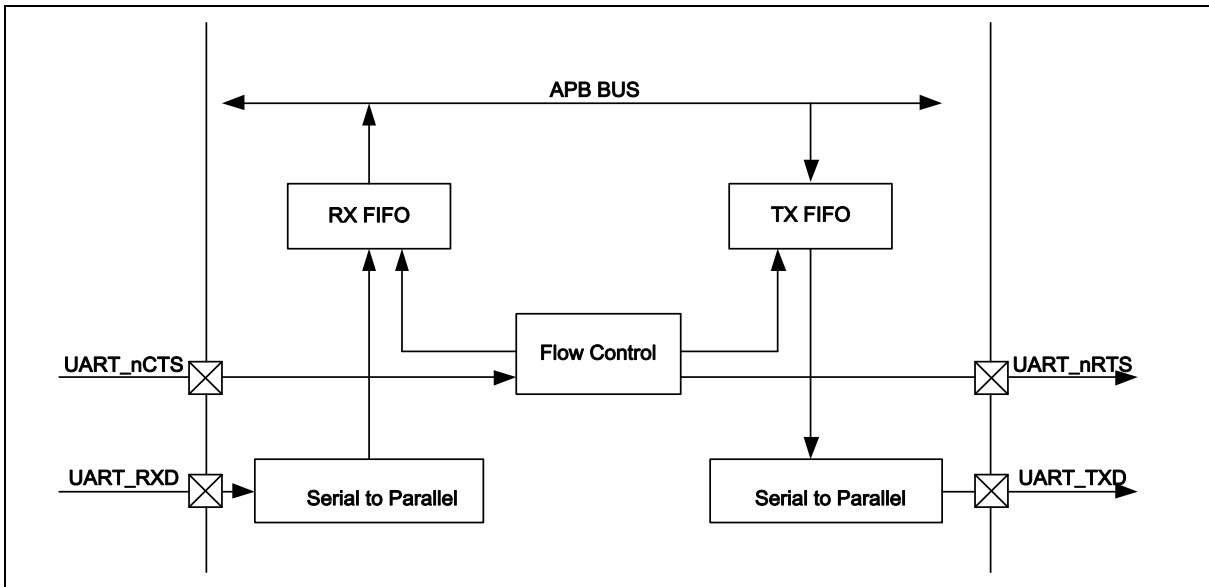 APB BUS
RX FIFO
TX FIFO
Flow Control
UART_nCTS
UART_nRTS
UART_RXD
Serial to Parallel
Serial to Parallel
UART_TXD